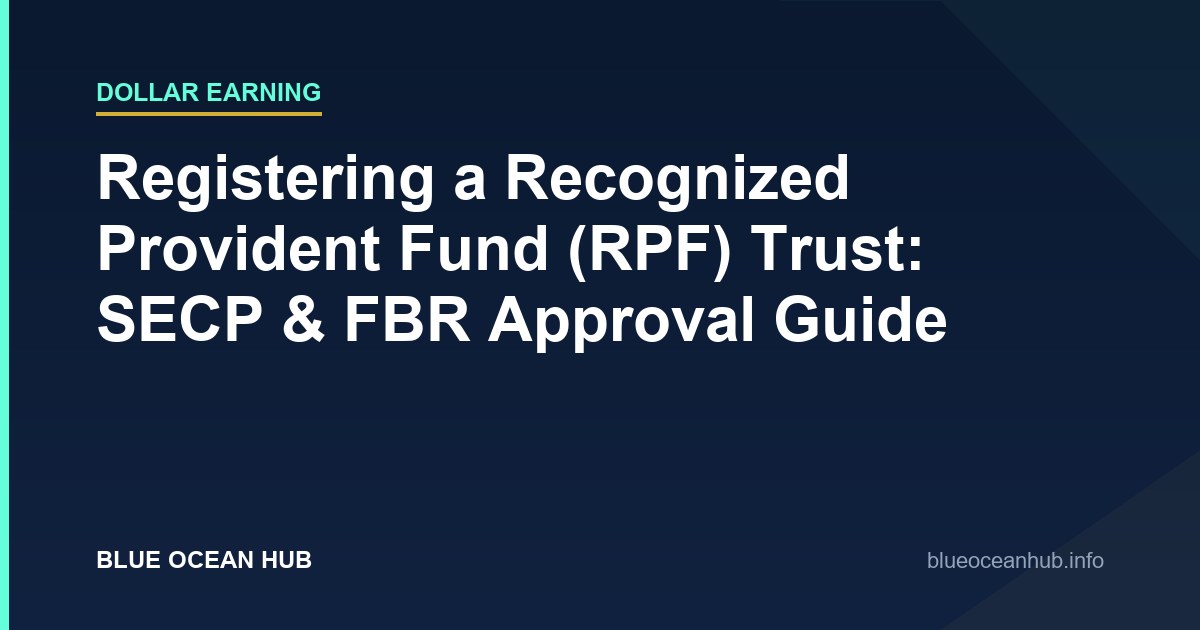 DOLLAR EARNING
Registering a Recognized
Provident Fund (RPF) Trust:
SECP & FBR Approval Guide
BLUE OCEAN HUB
blueoceanhub.info